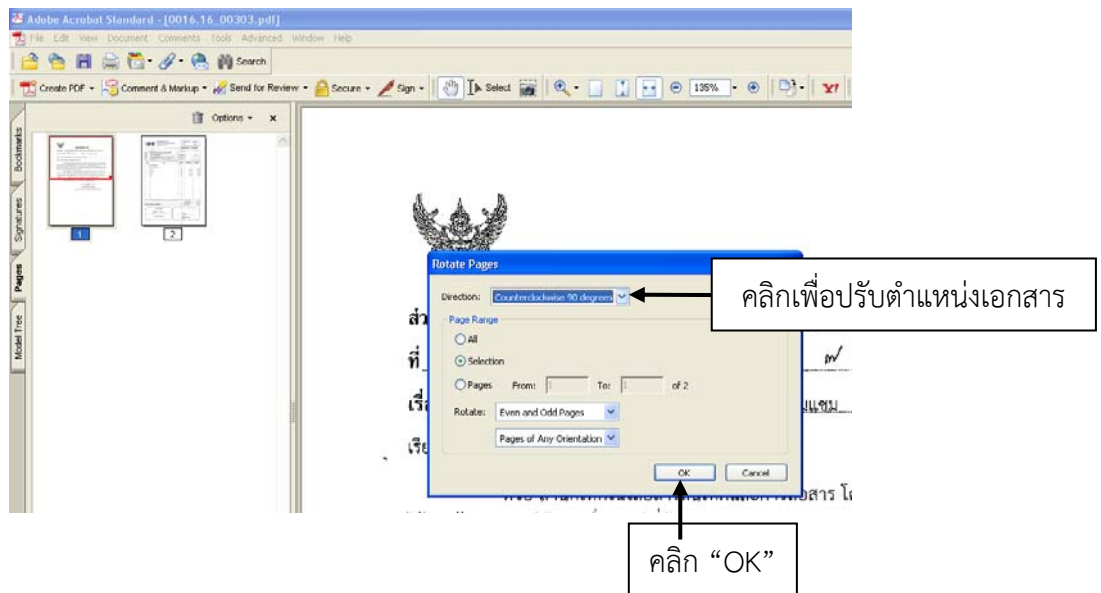 Adobe Acrobat Standard - [0016.16_00303.pdf]
File Edit View Document Comments Tools Advanced Window Help
Search
Create PDF Comment & Markup Send for Review Secure Sign Select 135% Y!
Options x
Bookmarks
Signatures
Pages
Model Tree
1 2
Rotate Pages
Direction: Counterclockwise 90 degrees
คลิกเพื่อปรับตำแหน่งเอกสาร
Page Range
All
Selection
Pages From: 1 To: 1 of 2
Rotate: Even and Odd Pages
Pages of Any Orientation
OK Cancel
ที่
คลิก “OK”